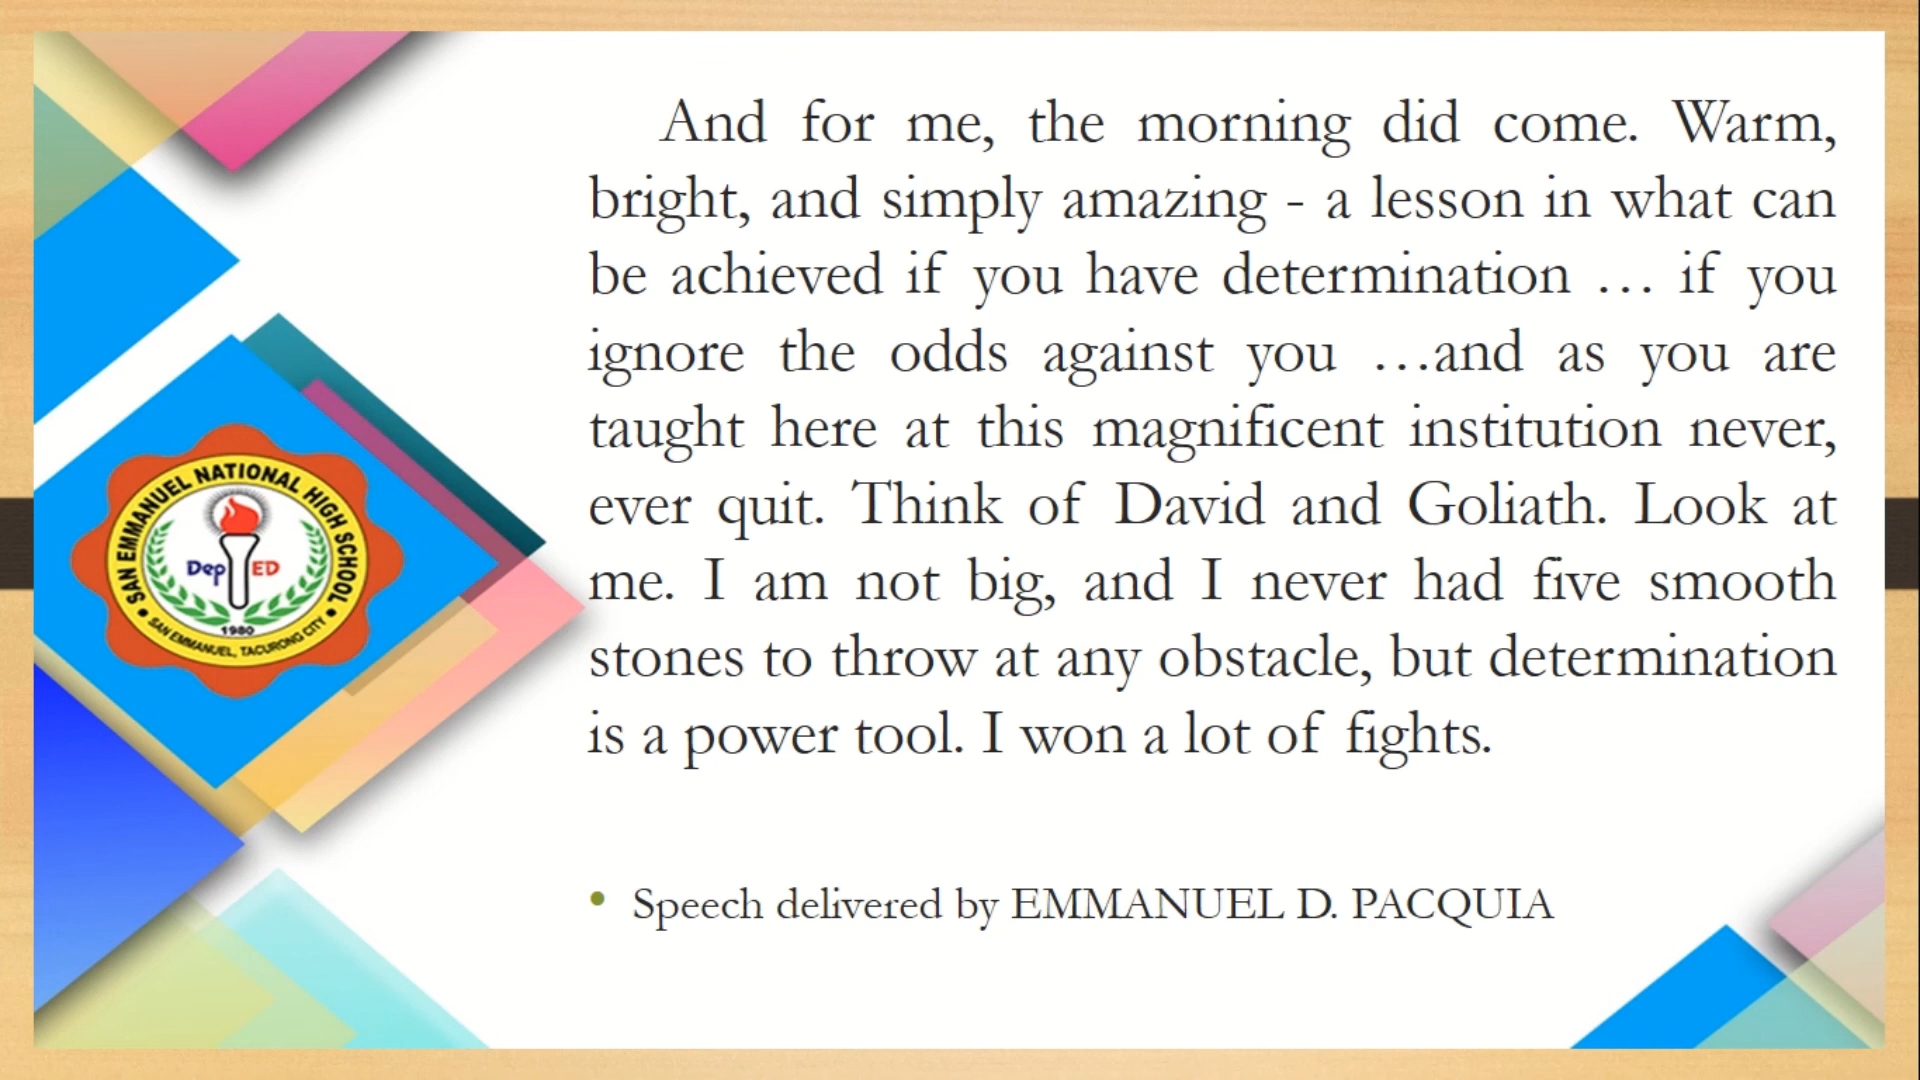 And for me, the morning did come. Warm,
bright, and simply amazing - a lesson in what can
be achieved if you have determination … if you
ignore the odds against you …and as you are
taught here at this magnificent institution never,
ever quit. Think of David and Goliath. Look at
me. I am not big, and I never had five smooth
stones to throw at any obstacle, but determination
is a power tool. I won a lot of fights.
• Speech delivered by EMMANUEL D. PACQUIA
SAN EMMANUEL NATIONAL HIGH SCHOOL
DepED
1980
SAN EMMANUEL, TACURONG CITY